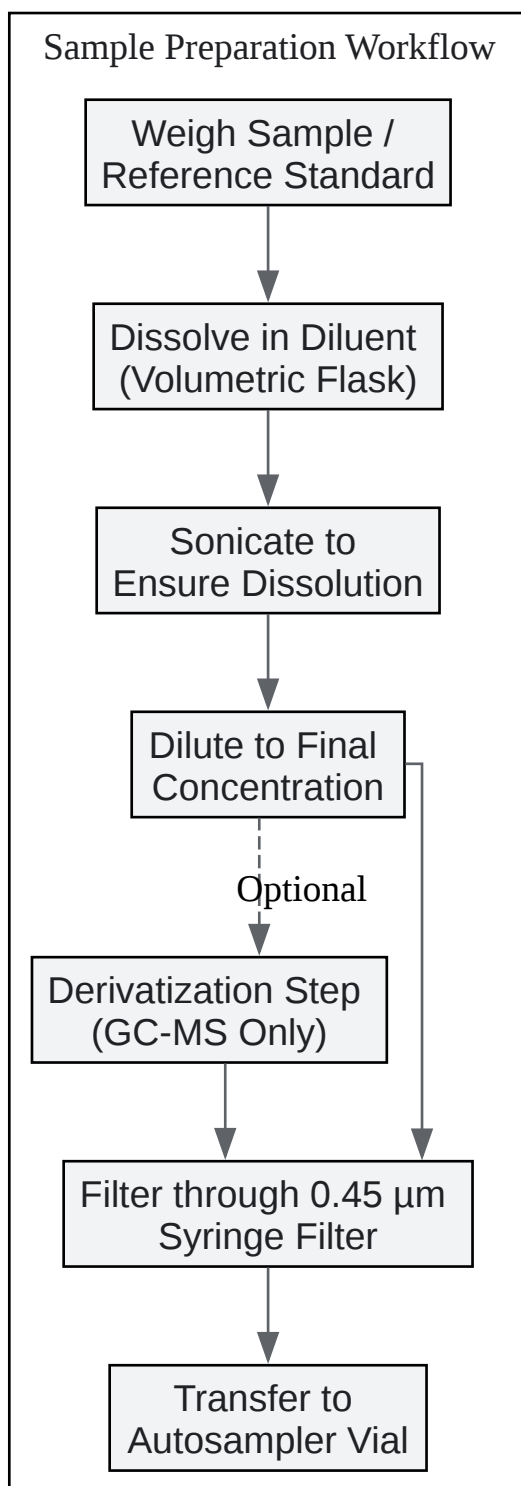 Sample Preparation Workflow
Weigh Sample /
Reference Standard
Dissolve in Diluent
(Volumetric Flask)
Sonicate to
Ensure Dissolution
Dilute to Final
Concentration
Optional
Derivatization Step
(GC-MS Only)
Filter through 0.45 µm
Syringe Filter
Transfer to
Autosampler Vial